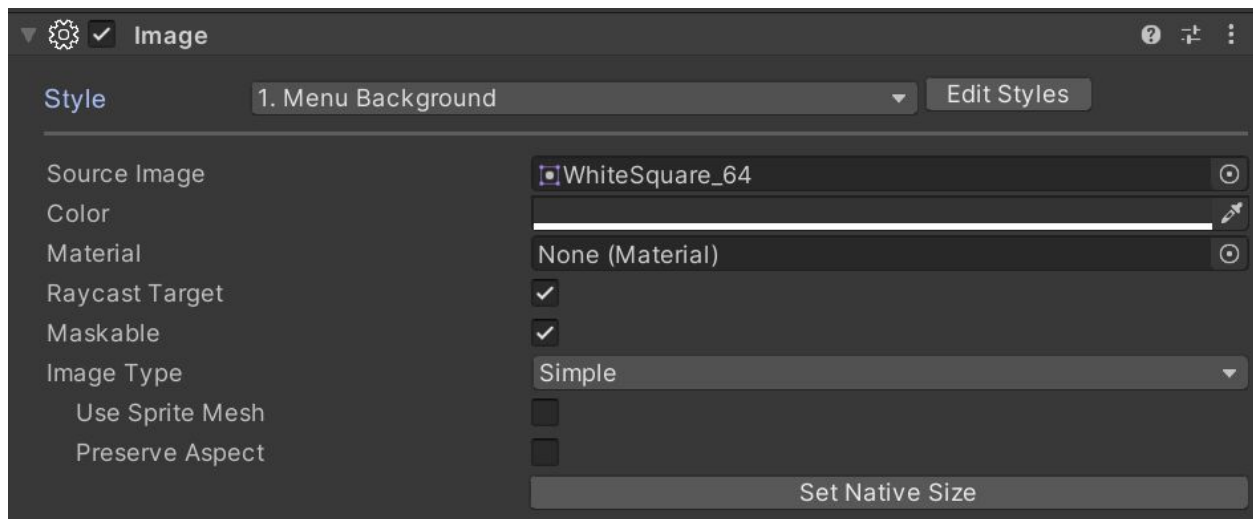 Image
Style 1. Menu Background Edit Styles
Source Image WhiteSquare_64
Color
Material None (Material)
Raycast Target
Maskable
Image Type Simple
Use Sprite Mesh
Preserve Aspect
Set Native Size